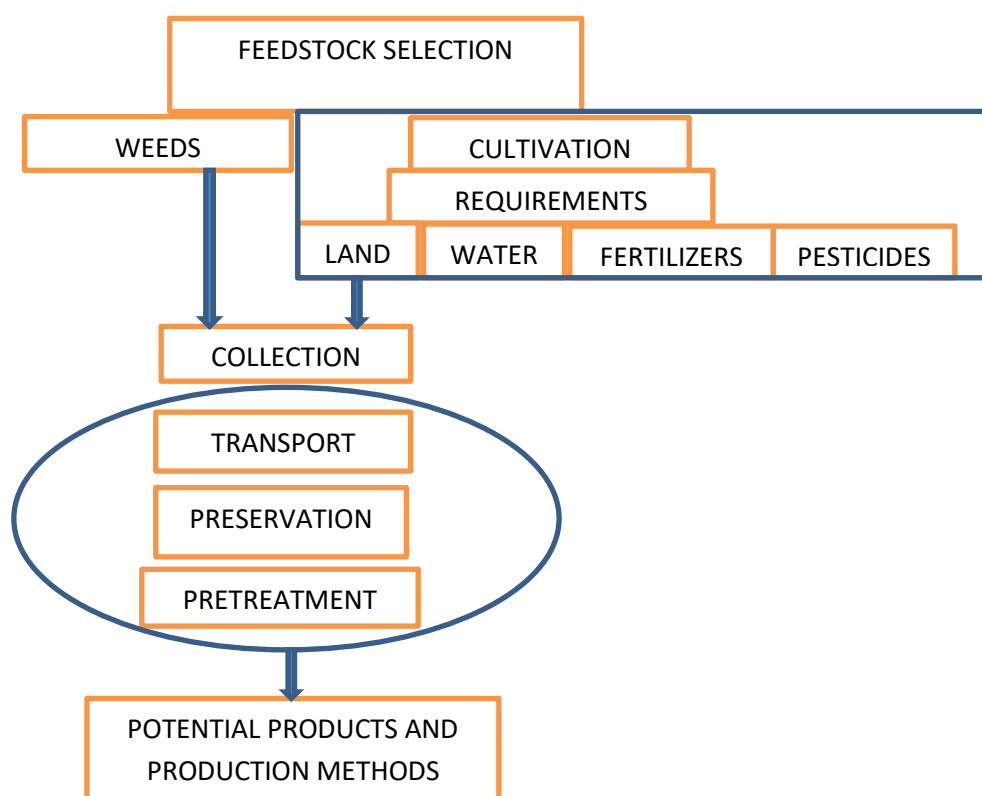 FEEDSTOCK SELECTION
WEEDS
CULTIVATION
REQUIREMENTS
LAND
WATER
FERTILIZERS
PESTICIDES
COLLECTION
TRANSPORT
PRESERVATION
PRETREATMENT
POTENTIAL PRODUCTS AND
PRODUCTION METHODS